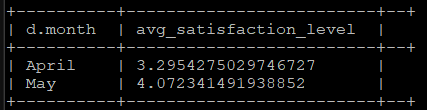 +----------+-------------------------+--+
| d.month | avg_satisfaction_level |
+----------+-------------------------+--+
| April | 3.2954275029746727 |
| May | 4.072341491938852 |
+----------+-------------------------+--+